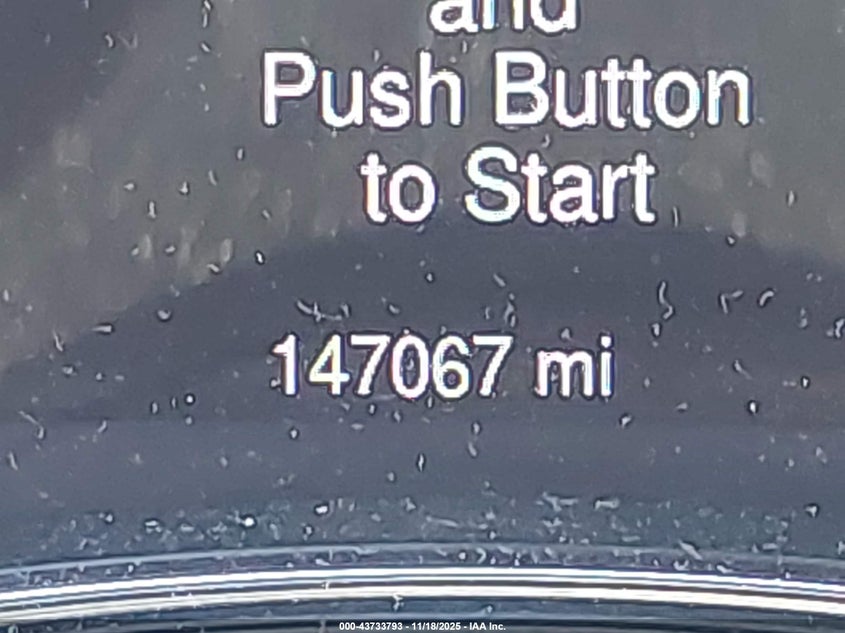 and
Push Button
to Start
147067 mi
000-43733793 - 11/18/2025 - IAA Inc.